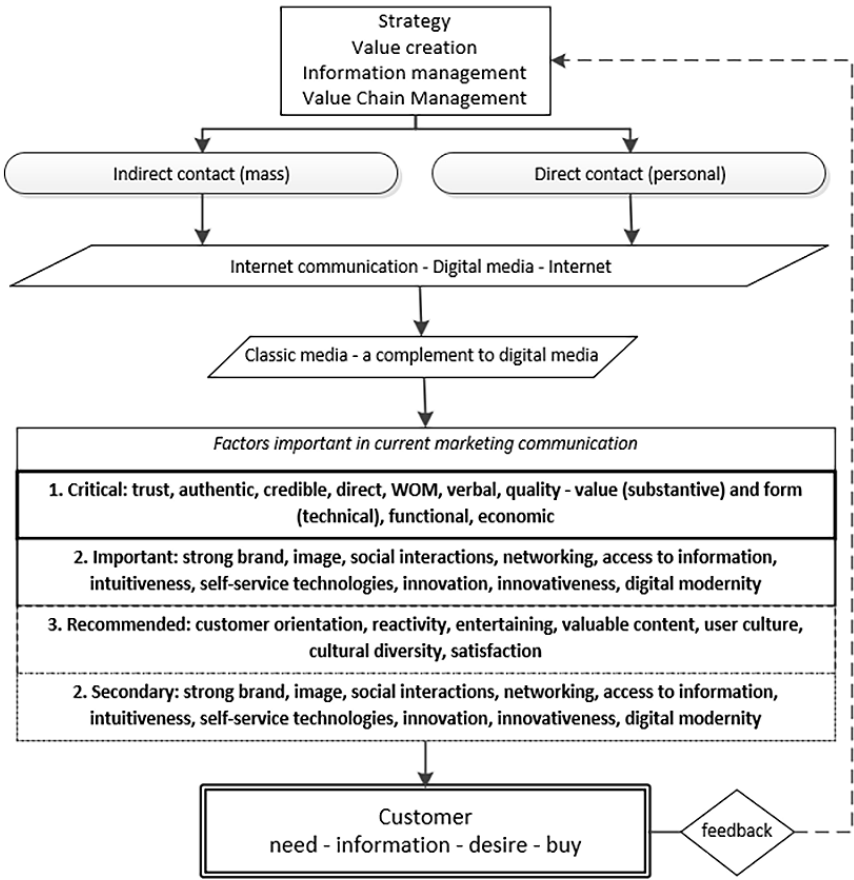 Strategy
Value creation
Information management
Value Chain Management
Indirect contact (mass)
Direct contact (personal)
Internet communication - Digital media - Internet
Classic media - a complement to digital media
Factors important in current marketing communication
1. Critical: trust, authentic, credible, direct, WOM, verbal, quality - value (substantive) and form
(technical), functional, economic
2. Important: strong brand, image, social interactions, networking, access to information,
intuitiveness, self-service technologies, innovation, innovativeness, digital modernity
3. Recommended: customer orientation, reactivity, entertaining, valuable content, user culture,
cultural diversity, satisfaction
2. Secondary: strong brand, image, social interactions, networking, access to information,
intuitiveness, self-service technologies, innovation, innovativeness, digital modernity
Customer
need - information - desire - buy
feedback